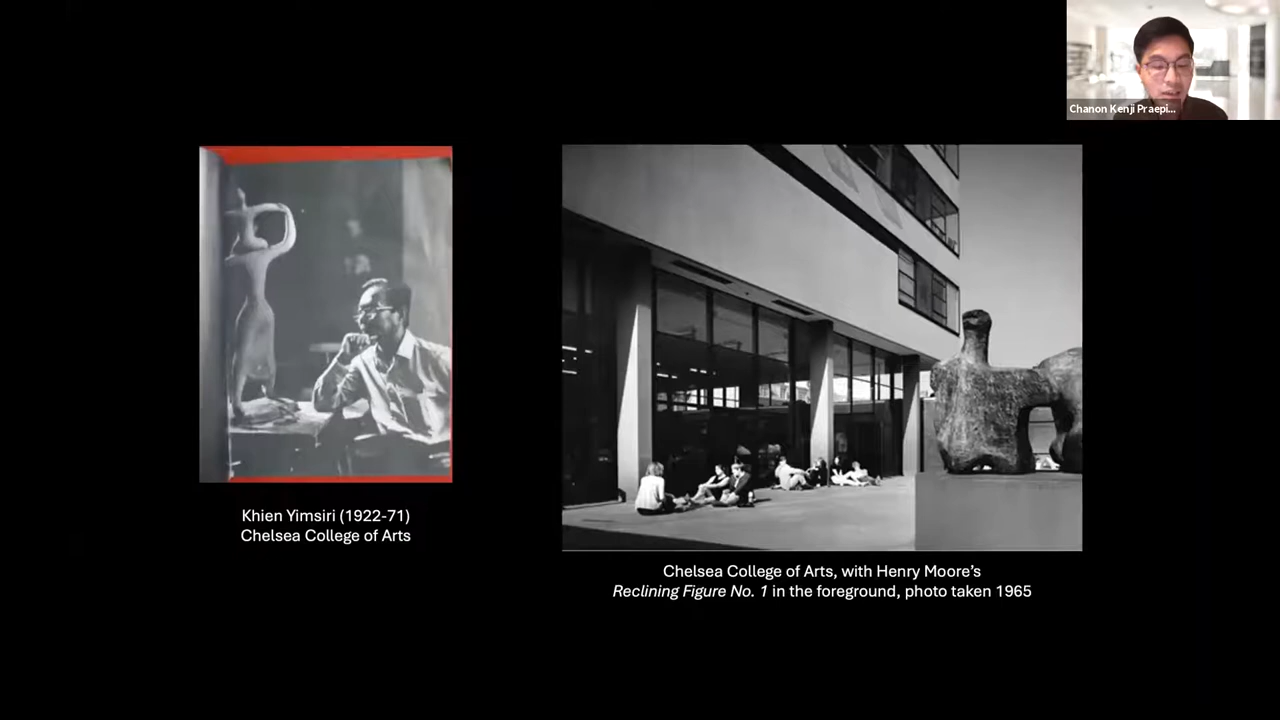 Chanon Kenji Praepi...
Khien Yimsiri (1922-71)
Chelsea College of Arts
Chelsea College of Arts, with Henry Moore’s
Reclining Figure No. 1 in the foreground, photo taken 1965